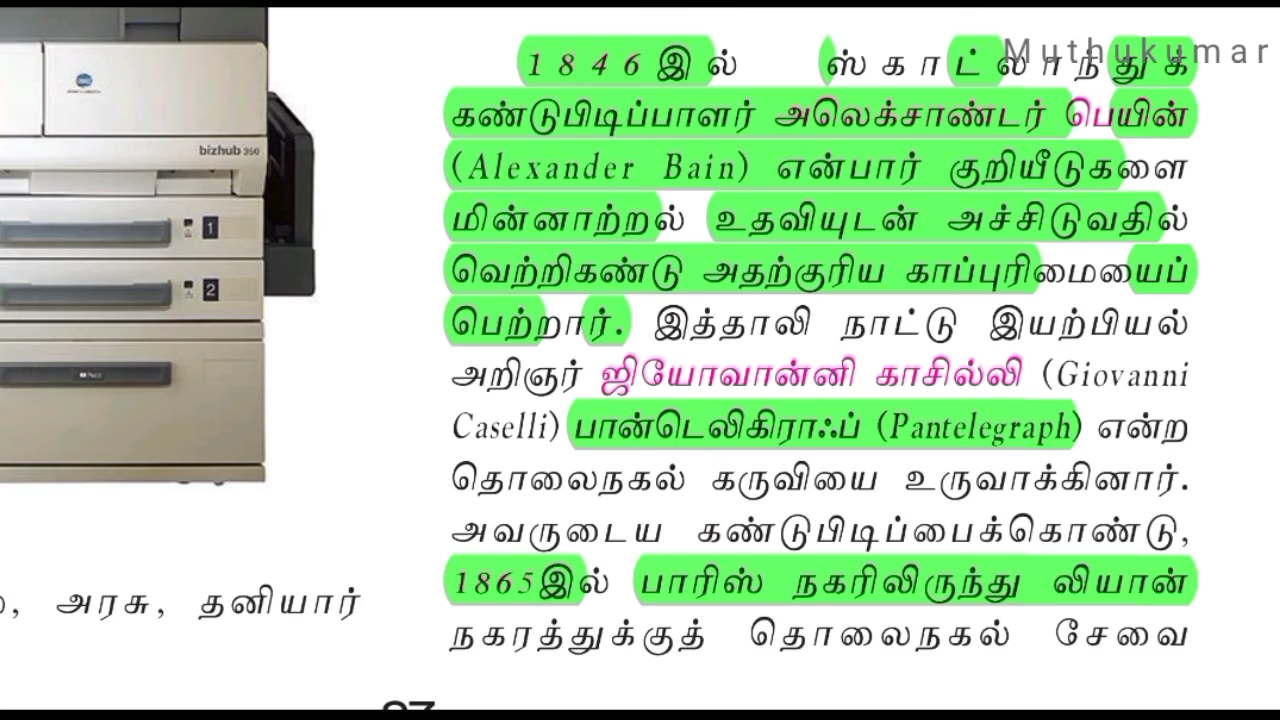 Muthukumar
1846இல் ஸ்காட்லாந்துக்
கண்டுபிடிப்பாளர் அலெக்சாண்டர் பெயின்
(Alexander Bain) என்பார் குறியீடுகளை
மின்னாற்றல் உதவியுடன் அச்சிடுவதில்
வெற்றிகண்டு அதற்குரிய காப்புரிமையைப்
பெற்றார். இத்தாலி நாட்டு இயற்பியல்
அறிஞர் ஜியோவான்னி காசில்லி (Giovanni
Caselli) பான்டெலிகிராஃப் (Pantelegraph) என்ற
தொலைநகல் கருவியை உருவாக்கினார்.
அவருடைய கண்டுபிடிப்பைக்கொண்டு,
1865இல் பாரிஸ் நகரிலிருந்து லியான்
நகரத்துக்குத் தொலைநகல் சேவை
bizhub 350
1
2
அரசு, தனியார்